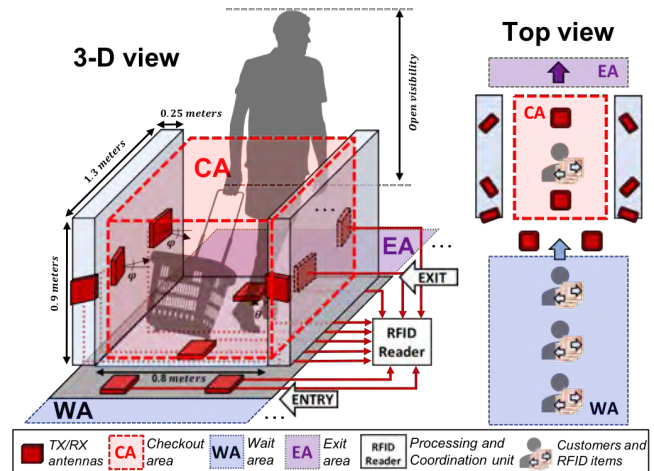 3-D view
Top view
Open visibility
0.25 meters
1.3 meters
0.9 meters
0.8 meters
CA
EA
...
...
φ
φ
θ
EXIT
RFID
Reader
ENTRY
WA
...
EA
CA
WA
TX/RX
antennas
CA
Checkout
area
WA
Wait
area
EA
Exit
area
RFID
Reader
Processing and
Coordination unit
Customers and
RFID items